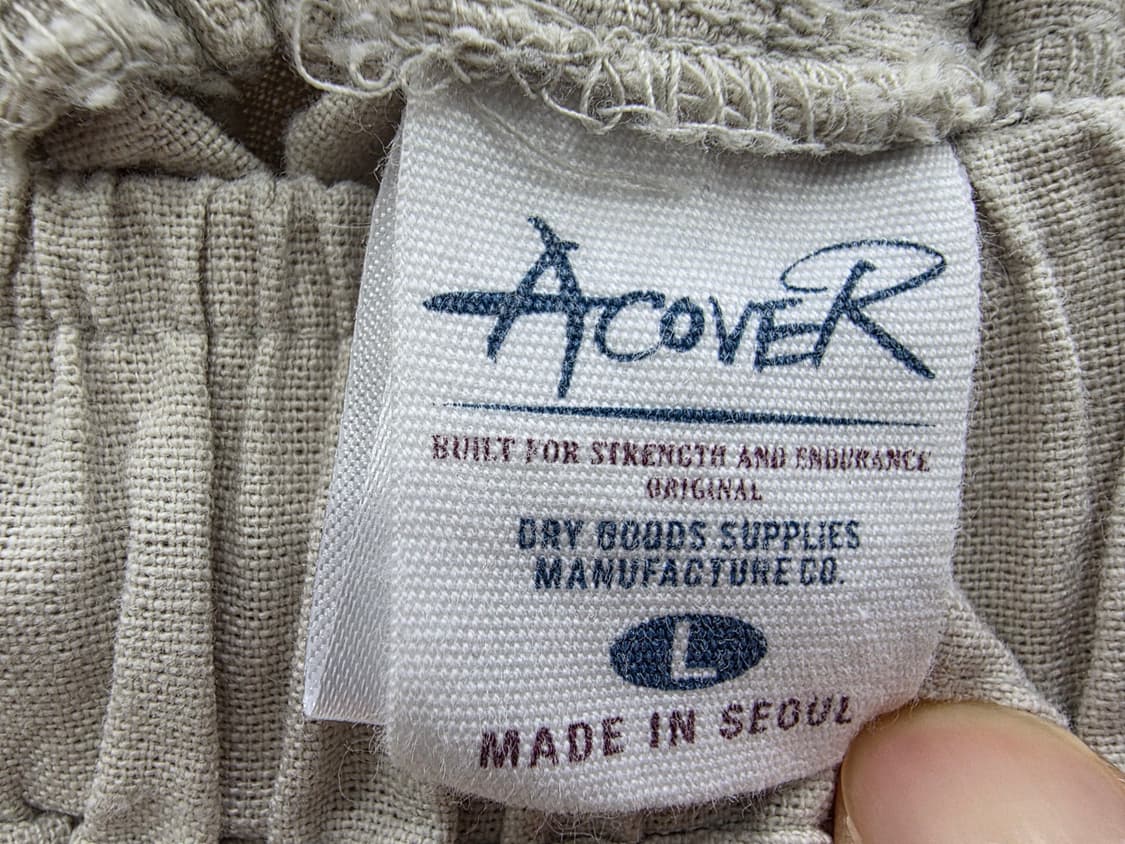 ACOVER
BUILT FOR STRENGTH AND ENDURANCE
ORIGINAL
DRY GOODS SUPPLIES
MANUFACTURE CO.
L
MADE IN SEOUL